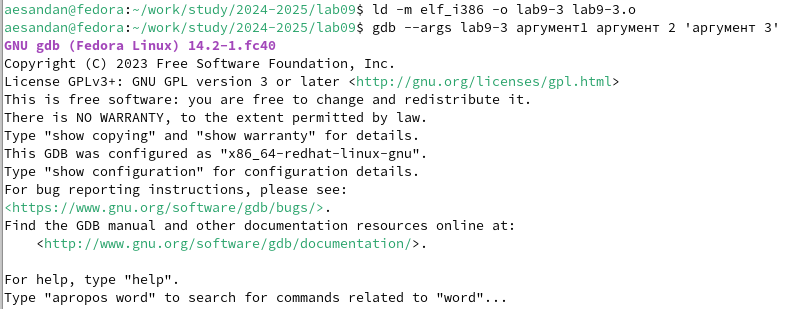 aesandan@fedora:~/work/study/2024-2025/lab09$ ld -m elf_i386 -o lab9-3 lab9-3.o
aesandan@fedora:~/work/study/2024-2025/lab09$ gdb --args lab9-3 аргумент1 аргумент 2 'аргумент 3'
GNU gdb (Fedora Linux) 14.2-1.fc40
Copyright (C) 2023 Free Software Foundation, Inc.
License GPLv3+: GNU GPL version 3 or later <http://gnu.org/licenses/gpl.html>
This is free software: you are free to change and redistribute it.
There is NO WARRANTY, to the extent permitted by law.
Type "show copying" and "show warranty" for details.
This GDB was configured as "x86_64-redhat-linux-gnu".
Type "show configuration" for configuration details.
For bug reporting instructions, please see:
<https://www.gnu.org/software/gdb/bugs/>.
Find the GDB manual and other documentation resources online at:
    <http://www.gnu.org/software/gdb/documentation/>.

For help, type "help".
Type "apropos word" to search for commands related to "word"...